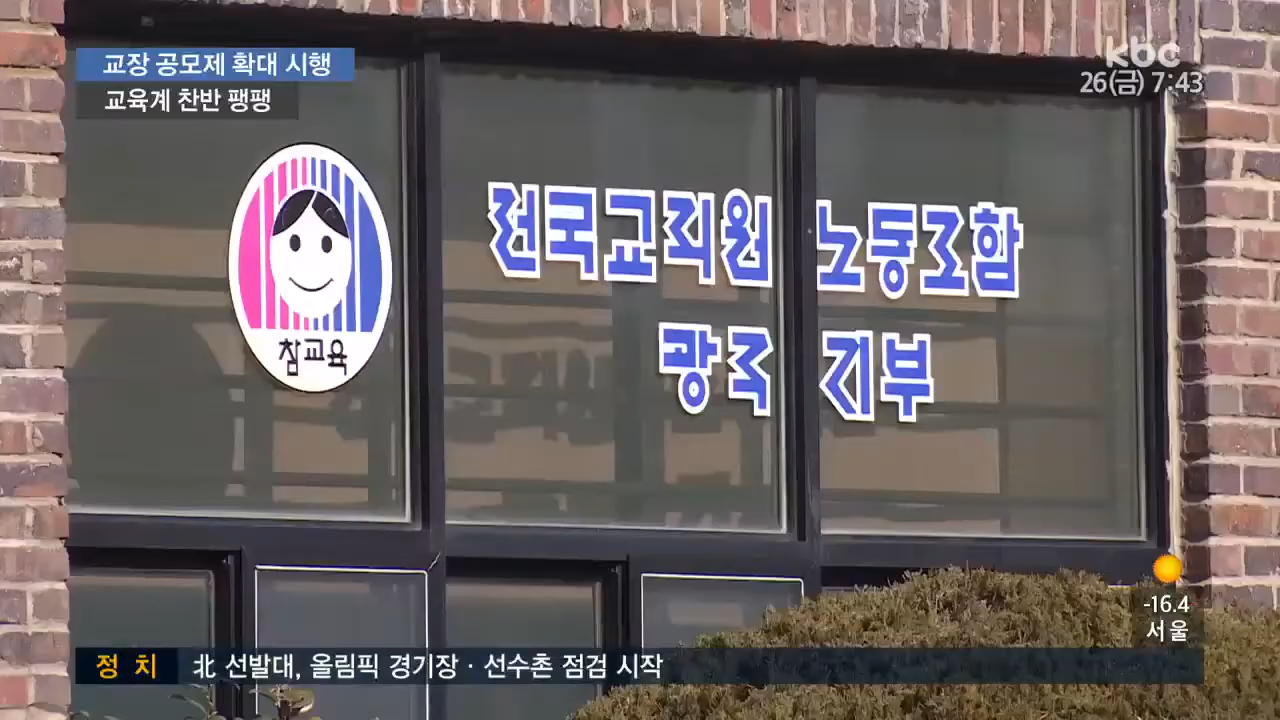 교장 공모제 확대 시행
교육계 찬반 팽팽
kbc
26(금) 7:43
전국교직원 노동조합
광주 지부
참교육
-16.4
서울
정 치
北 선발대, 올림픽 경기장·선수촌 점검 시작